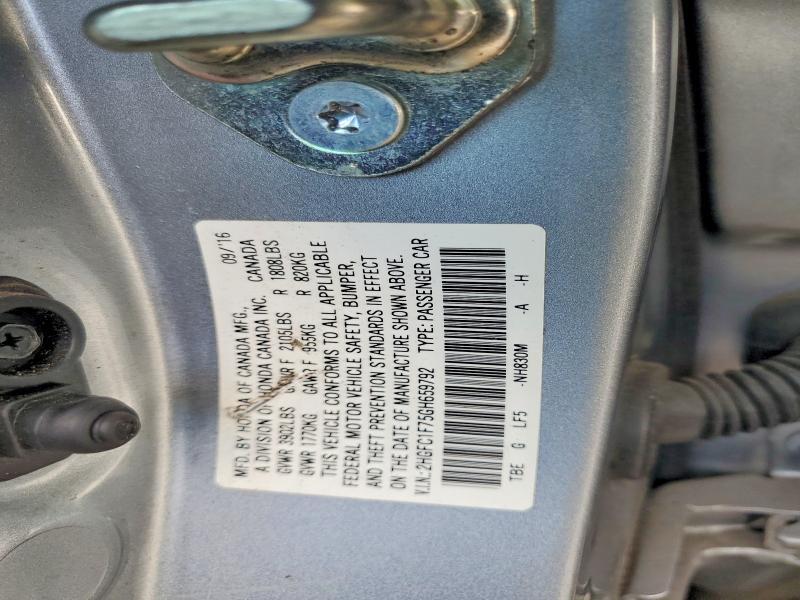 MFD. BY HONDA OF CANADA MFG., 09/'16
A DIVISION OF HONDA CANADA INC. CANADA
GVWR 3902LBS GAWR F 2105LBS R 1808LBS
GVWR 1770KG GAWR F 955KG R 820KG
THIS VEHICLE CONFORMS TO ALL APPLICABLE
FEDERAL MOTOR VEHICLE SAFETY, BUMPER,
AND THEFT PREVENTION STANDARDS IN EFFECT
ON THE DATE OF MANUFACTURE SHOWN ABOVE.
V.I.N.:2HGFC1F75GH659792 TYPE: PASSENGER CAR
TBE G LF5 -NH830M -A -H